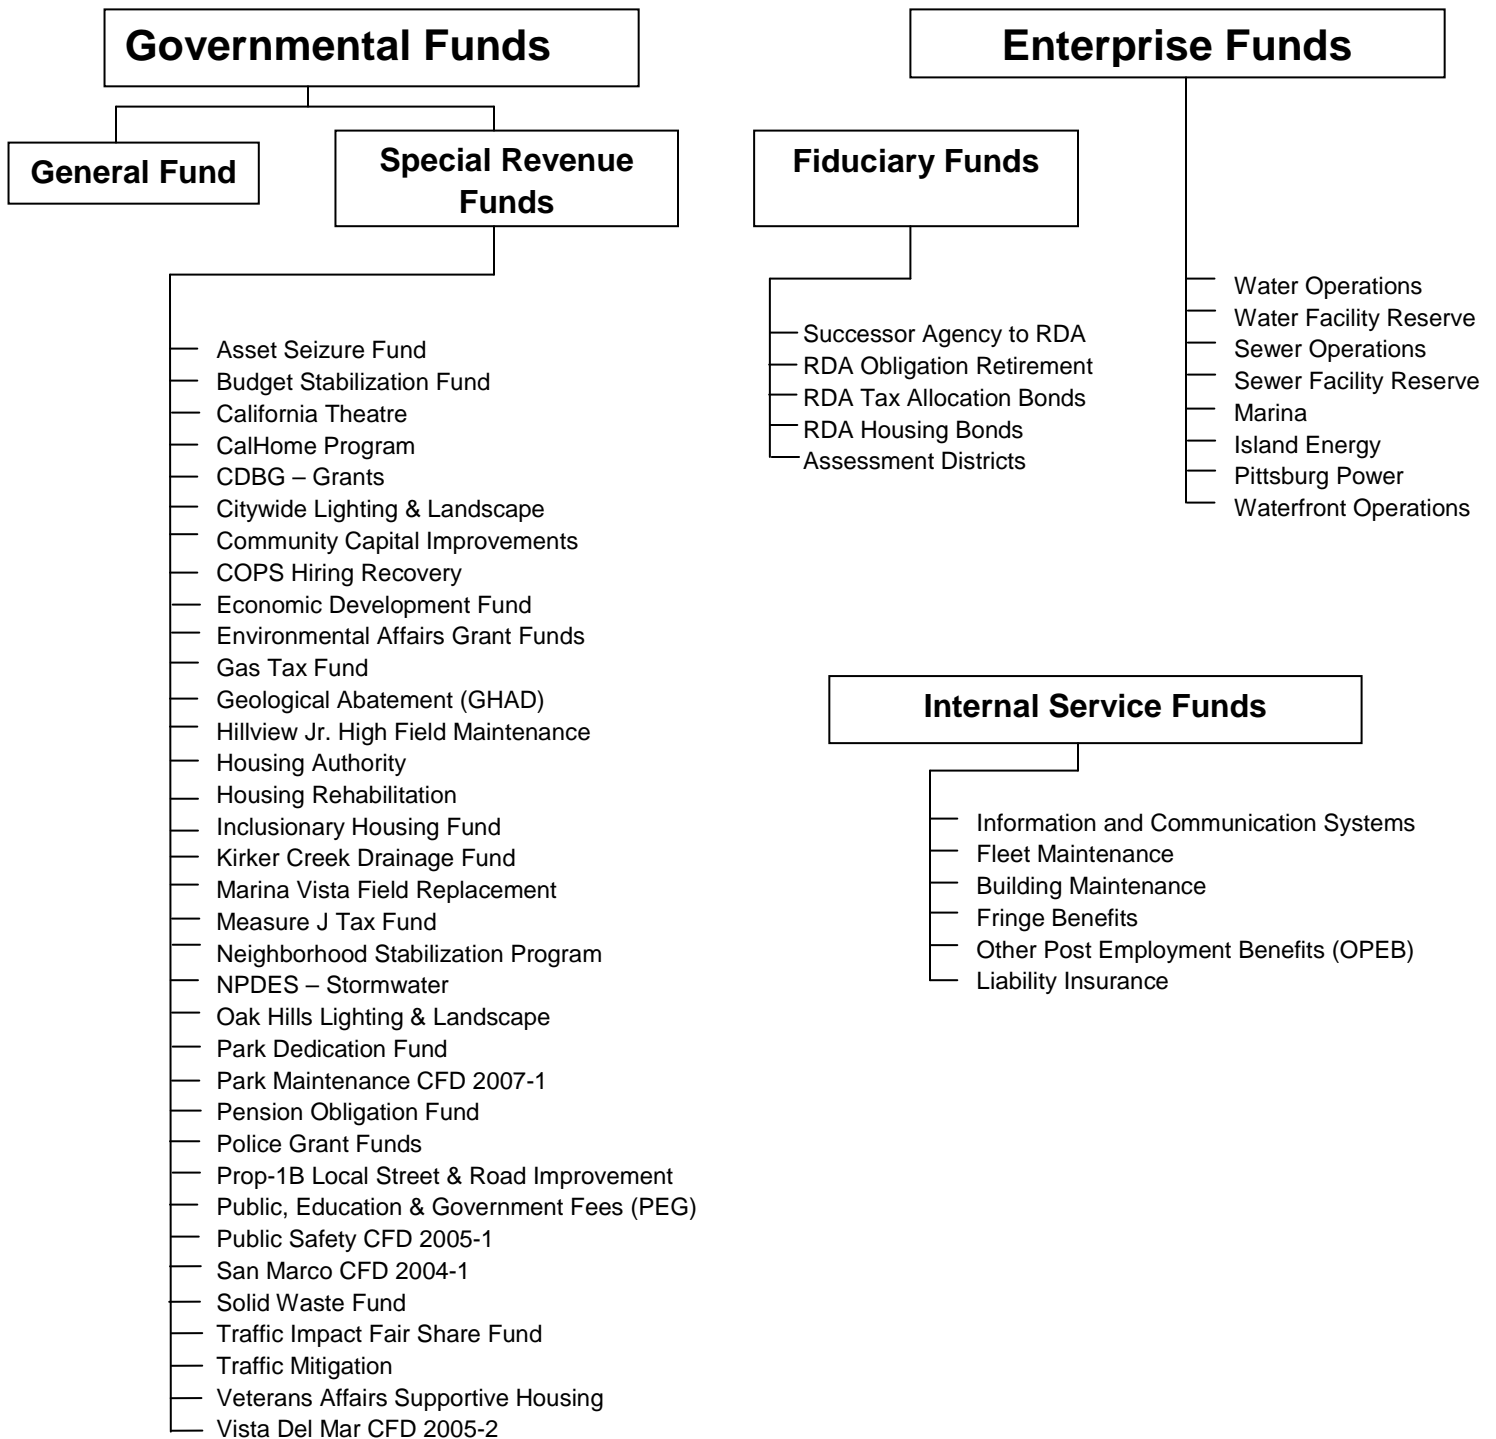 Governmental Funds
General Fund
Special Revenue
Funds
Asset Seizure Fund
Budget Stabilization Fund
California Theatre
CalHome Program
CDBG – Grants
Citywide Lighting & Landscape
Community Capital Improvements
COPS Hiring Recovery
Economic Development Fund
Environmental Affairs Grant Funds
Gas Tax Fund
Geological Abatement (GHAD)
Hillview Jr. High Field Maintenance
Housing Authority
Housing Rehabilitation
Inclusionary Housing Fund
Kirker Creek Drainage Fund
Marina Vista Field Replacement
Measure J Tax Fund
Neighborhood Stabilization Program
NPDES – Stormwater
Oak Hills Lighting & Landscape
Park Dedication Fund
Park Maintenance CFD 2007-1
Pension Obligation Fund
Police Grant Funds
Prop-1B Local Street & Road Improvement
Public, Education & Government Fees (PEG)
Public Safety CFD 2005-1
San Marco CFD 2004-1
Solid Waste Fund
Traffic Impact Fair Share Fund
Traffic Mitigation
Veterans Affairs Supportive Housing
Vista Del Mar CFD 2005-2
Fiduciary Funds
Successor Agency to RDA
RDA Obligation Retirement
RDA Tax Allocation Bonds
RDA Housing Bonds
Assessment Districts
Enterprise Funds
Water Operations
Water Facility Reserve
Sewer Operations
Sewer Facility Reserve
Marina
Island Energy
Pittsburg Power
Waterfront Operations
Internal Service Funds
Information and Communication Systems
Fleet Maintenance
Building Maintenance
Fringe Benefits
Other Post Employment Benefits (OPEB)
Liability Insurance